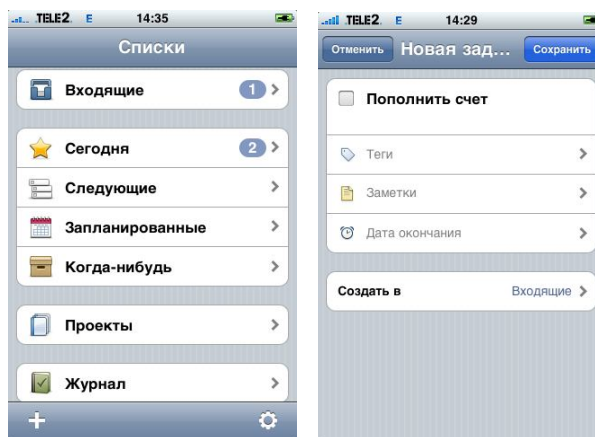 TELE2 E 14:35
Списки
Входящие 1
Сегодня 2
Следующие
Запланированные
Когда-нибудь
Проекты
Журнал
TELE2 E 14:29
Отменить Новая зад... Сохранить
Пополнить счет
Теги
Заметки
Дата окончания
Создать в Входящие